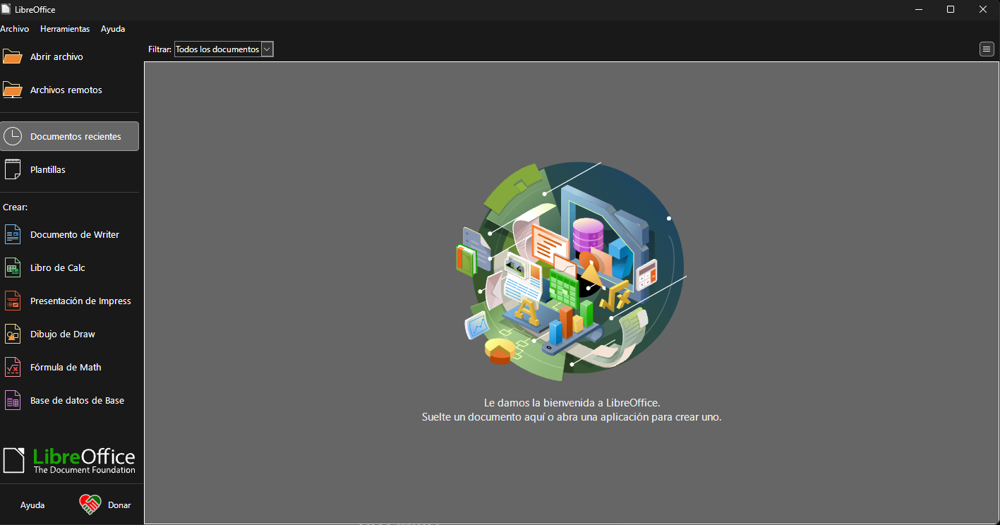 LibreOffice
Archivo Herramientas Ayuda
Abrir archivo
Archivos remotos
Documentos recientes
Plantillas
Crear:
Documento de Writer
Libro de Calc
Presentación de Impress
Dibujo de Draw
Fórmula de Math
Base de datos de Base
LibreOffice
The Document Foundation
Ayuda Donar
Filtrar: Todos los documentos
Le damos la bienvenida a LibreOffice.
Suelte un documento aquí o abra una aplicación para crear uno.